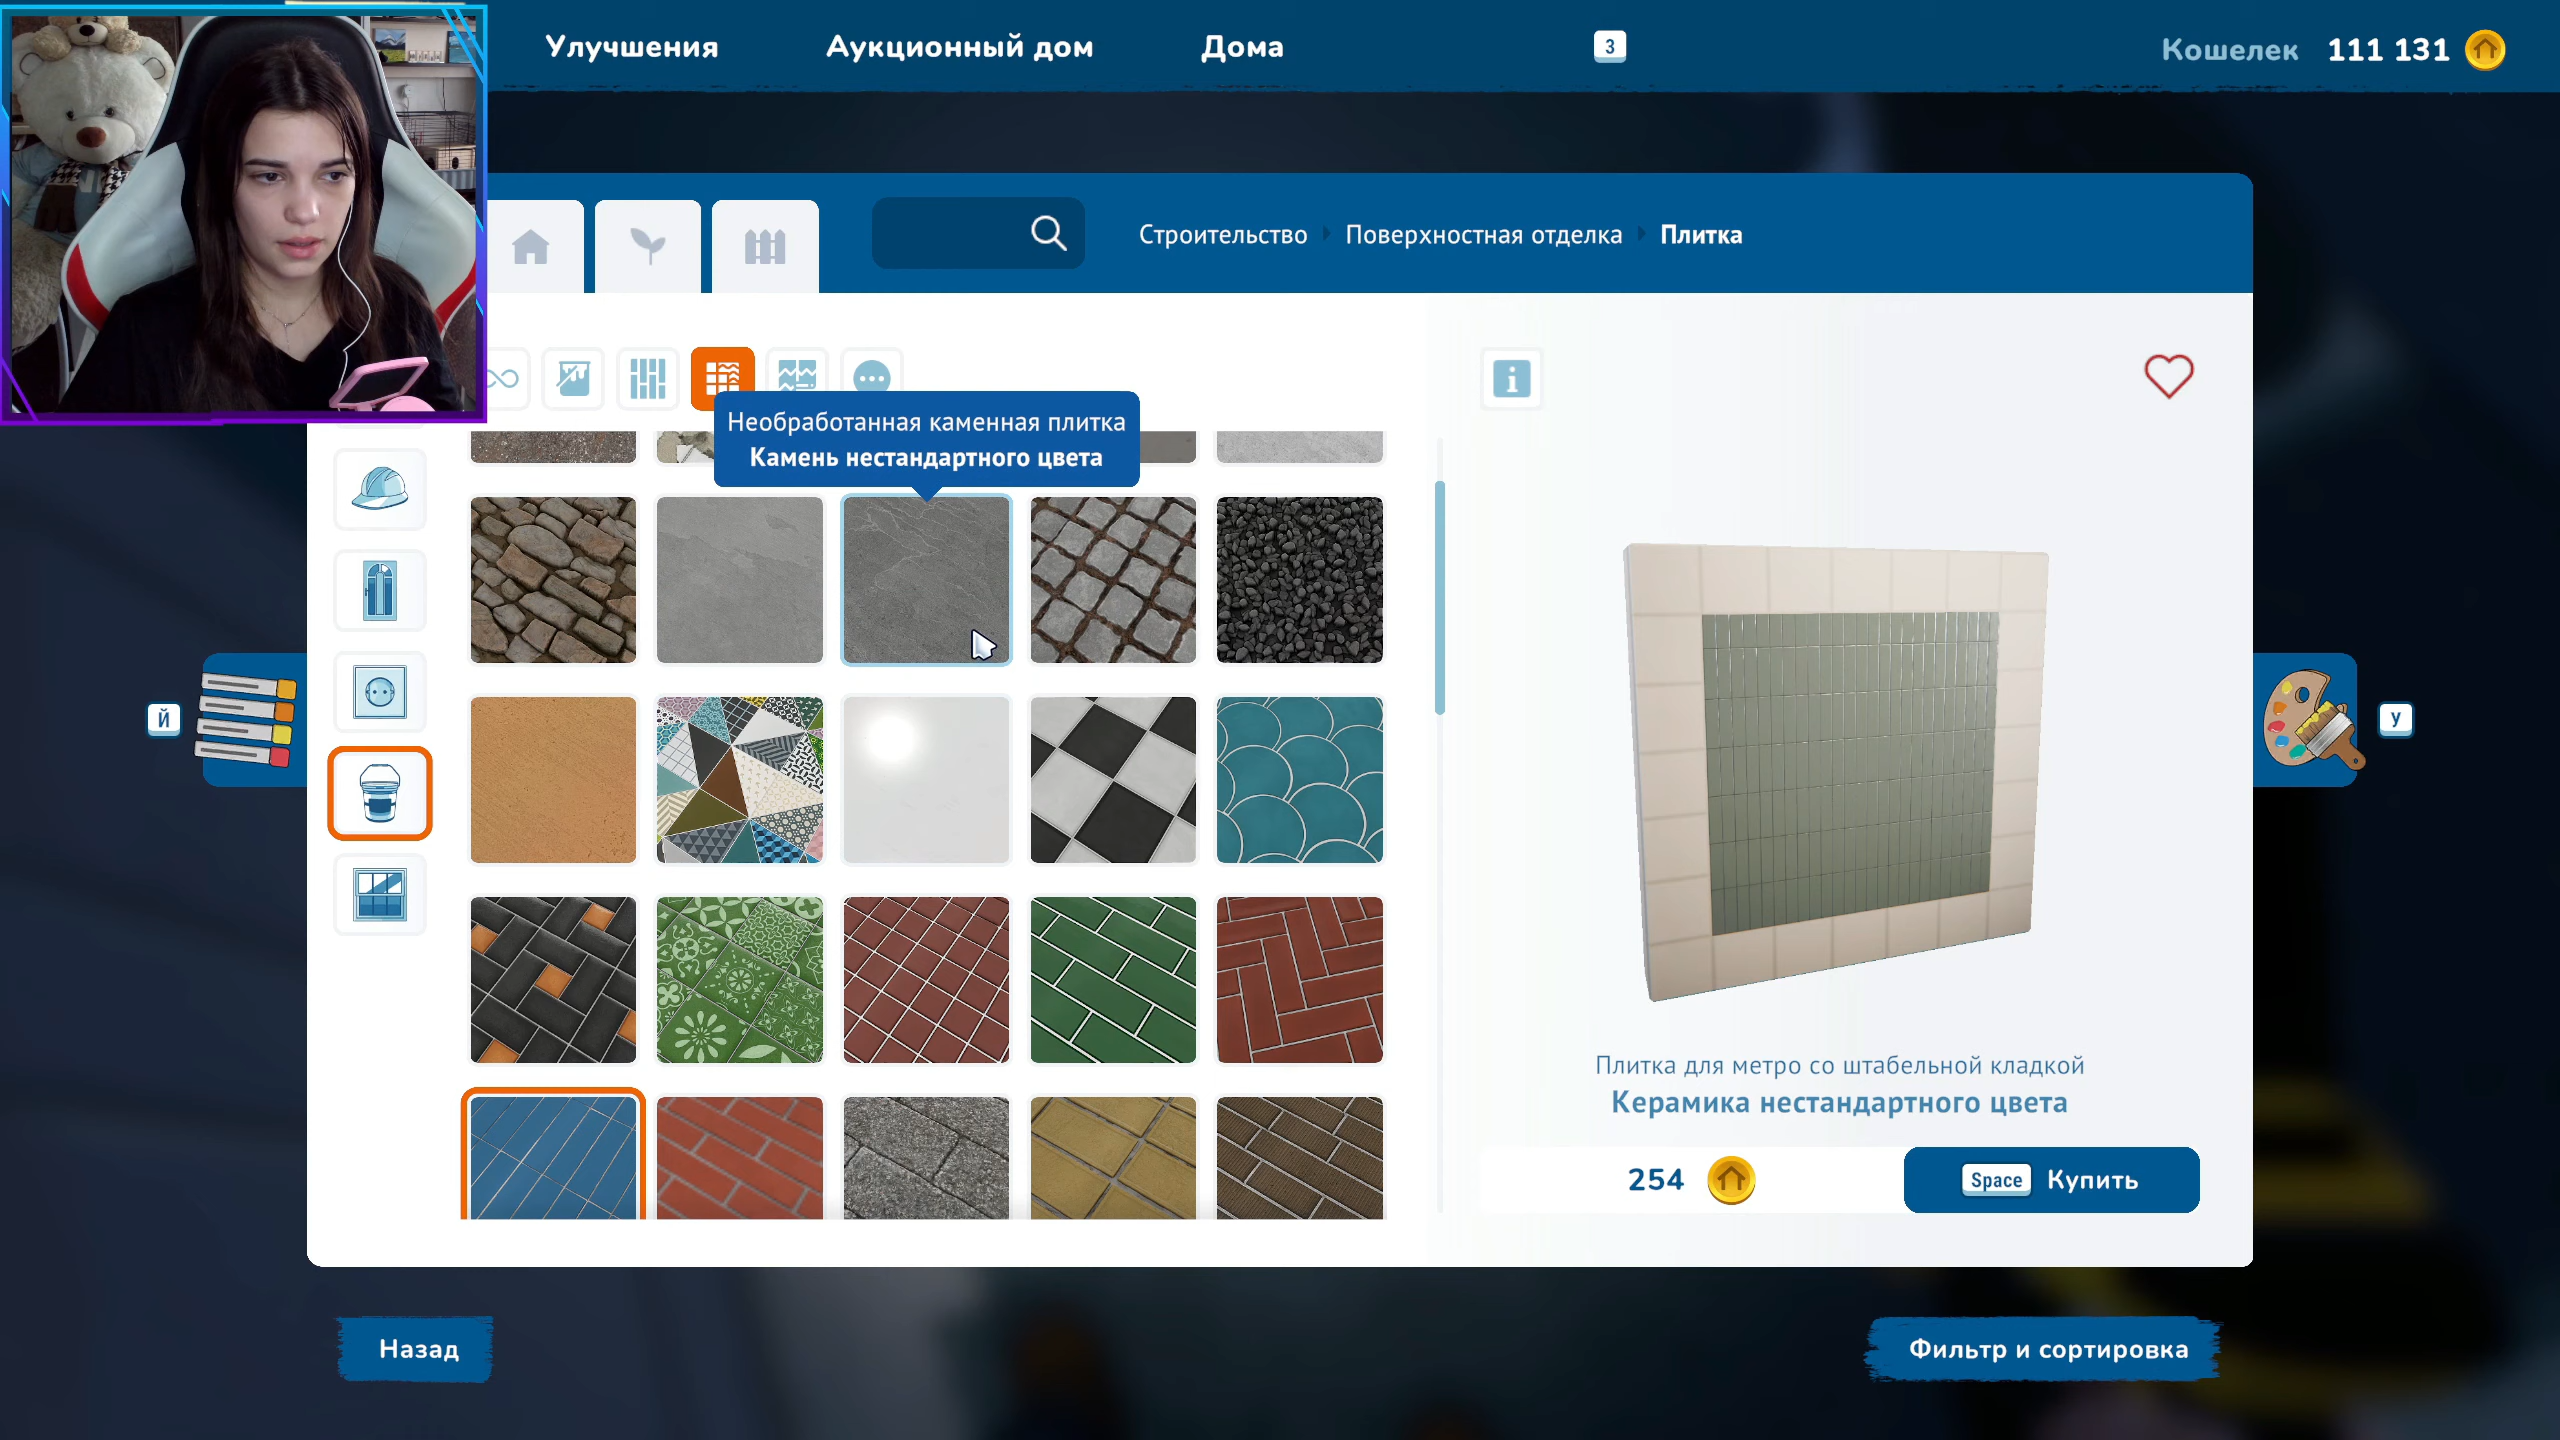 Улучшения
Аукционный дом
Дома
З
Кошелек 111 131
Строительство
Поверхностная отделка
Плитка
i
Необработанная каменная плитка
Камень нестандартного цвета
Й
У
Плитка для метро со штабельной кладкой
Керамика нестандартного цвета
254
Space Купить
Назад
Фильтр и сортировка